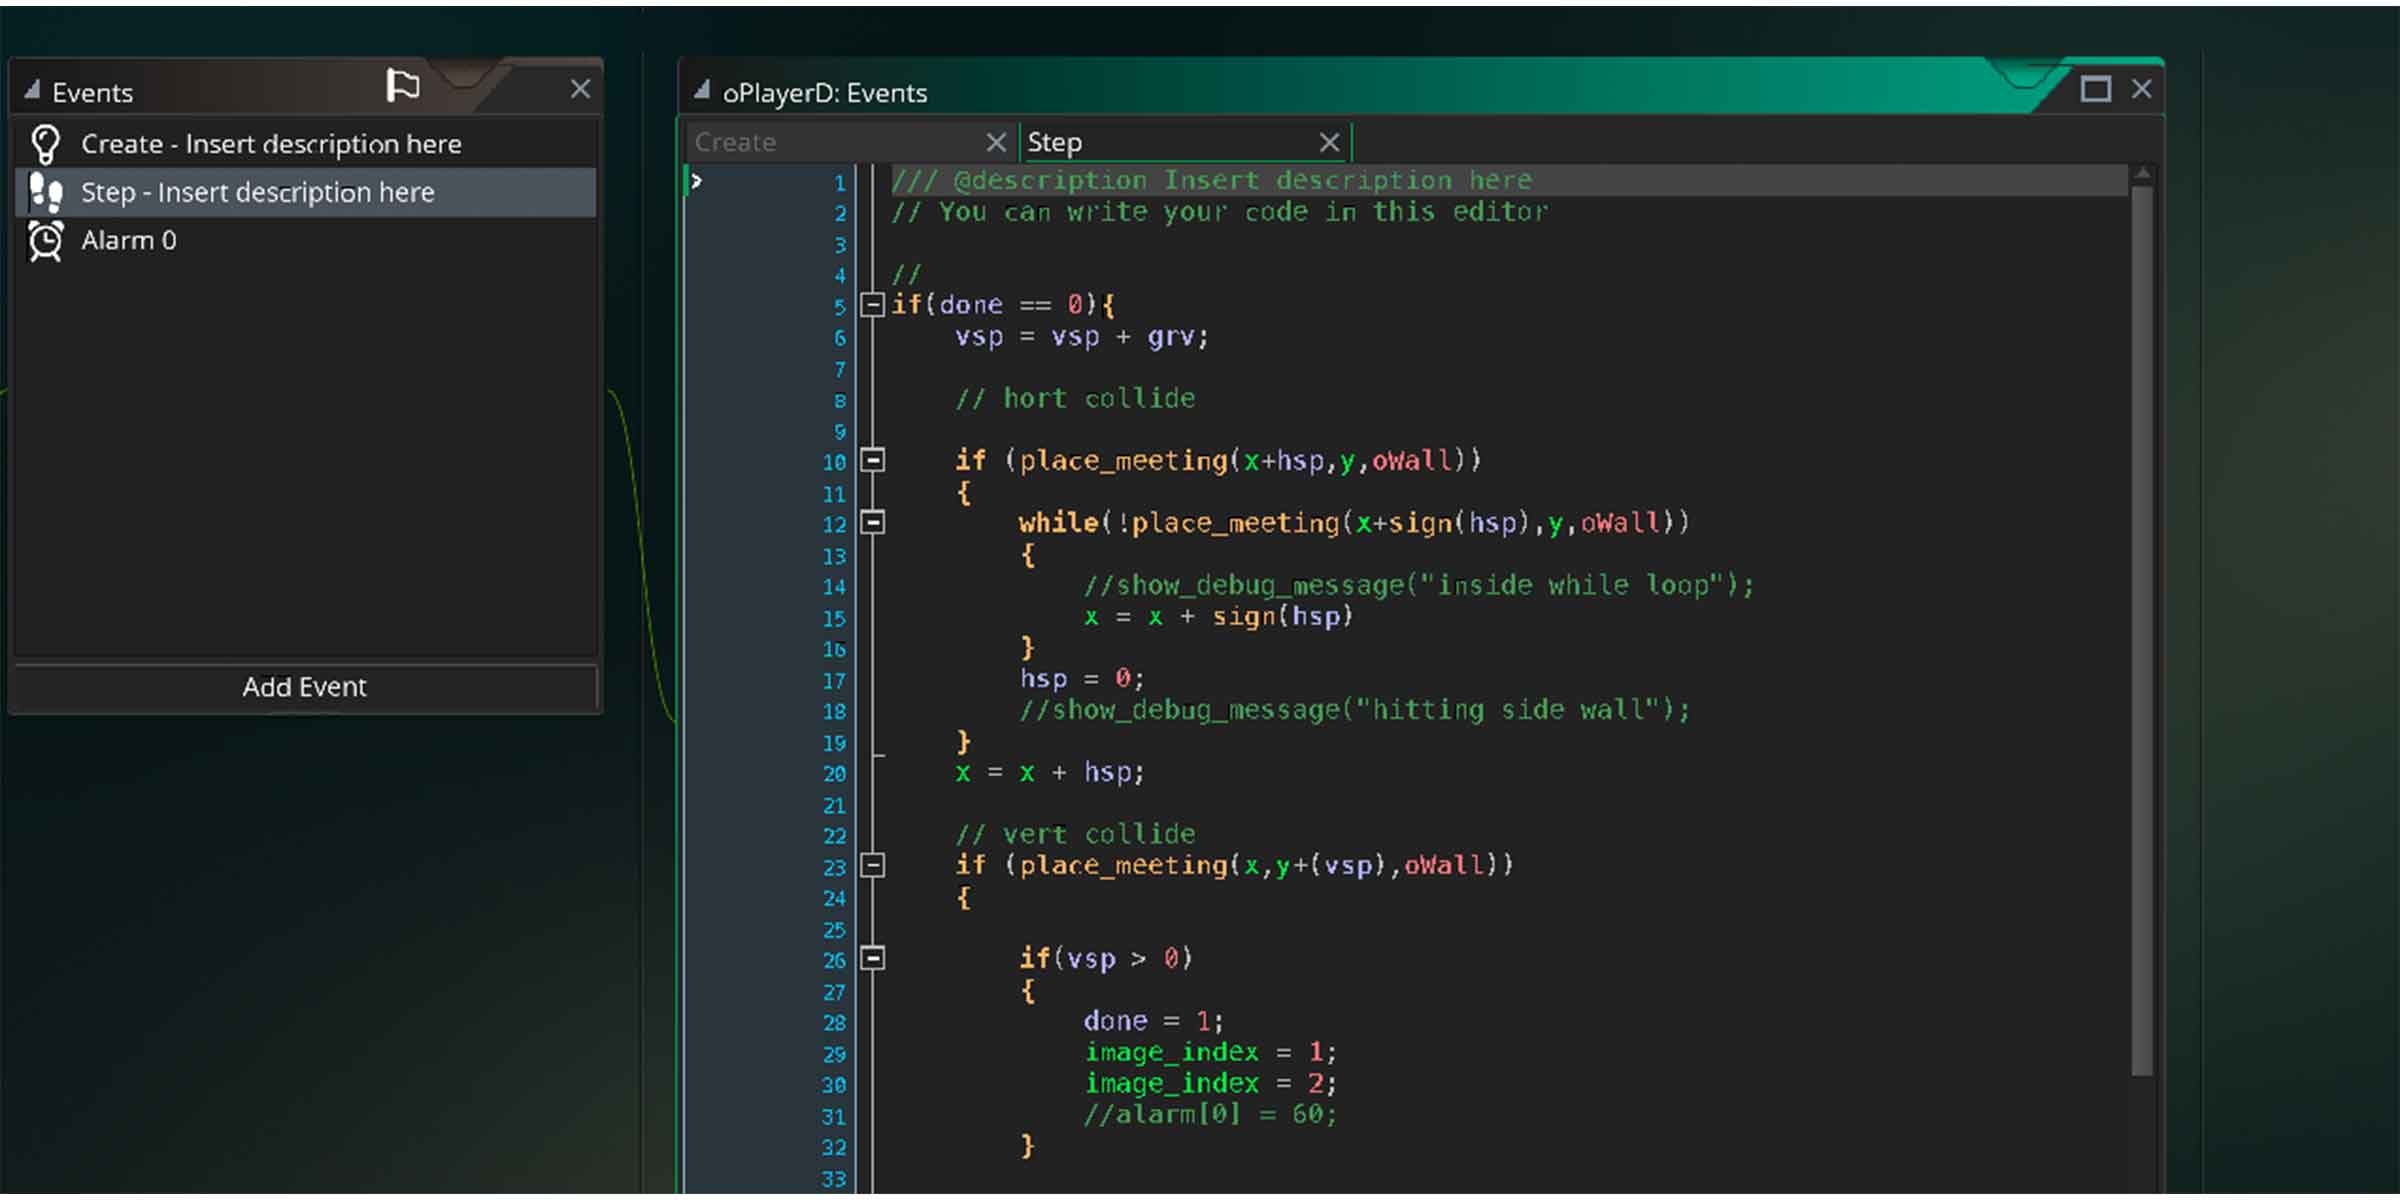 Events
Create - Insert description here
Step - Insert description here
Alarm 0
Add Event
oPlayerD: Events
Create
Step
1 /// @description Insert description here
2 // You can write your code in this editor
3
4 //
5 if(done == 0){
6 vsp = vsp + grv;
7
8 // hort collide
9
10 if (place_meeting(x+hsp,y,oWall))
11 {
12 while(!place_meeting(x+sign(hsp),y,oWall))
13 {
14 //show_debug_message("inside while loop");
15 x = x + sign(hsp)
16 }
17 hsp = 0;
18 //show_debug_message("hitting side wall");
19 }
20 x = x + hsp;
21
22 // vert collide
23 if (place_meeting(x,y+(vsp),oWall))
24 {
25
26 if(vsp > 0)
27 {
28 done = 1;
29 image_index = 1;
30 image_index = 2;
31 //alarm[0] = 60;
32 }
33